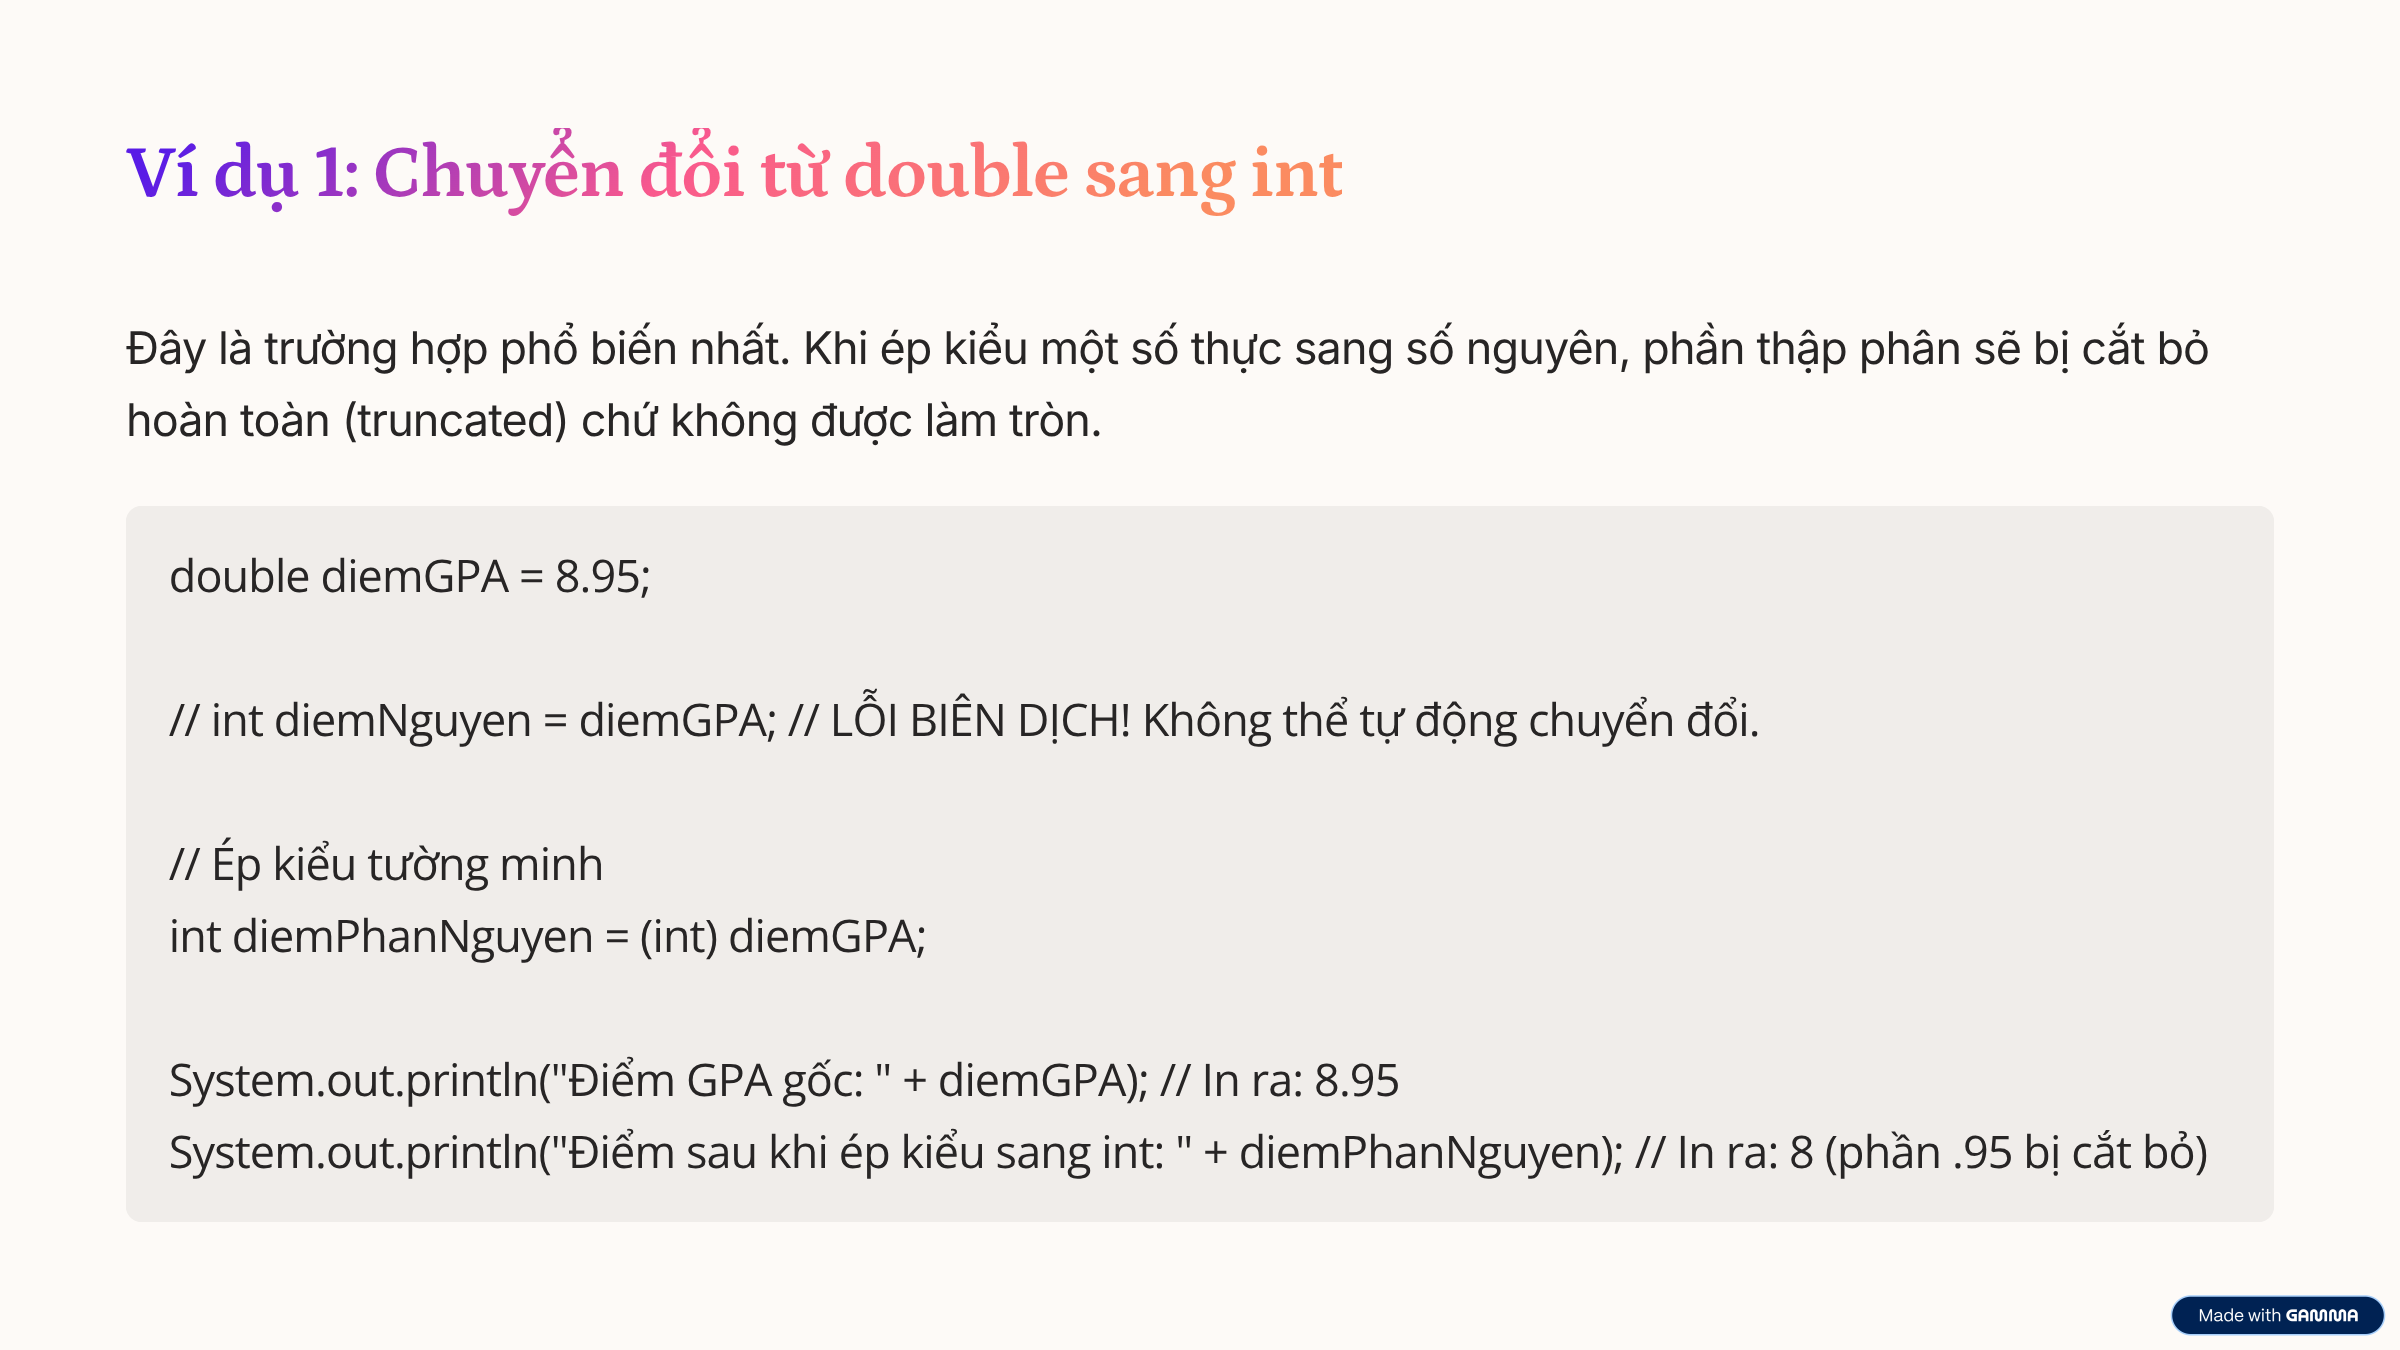 Ví dụ 1: Chuyển đổi từ double sang int
Đây là trường hợp phổ biến nhất. Khi ép kiểu một số thực sang số nguyên, phần thập phân sẽ bị cắt bỏ
hoàn toàn (truncated) chứ không được làm tròn.
double diemGPA = 8.95;
// int diemNguyen = diemGPA; // LỖI BIÊN DỊCH! Không thể tự động chuyển đổi.
// Ép kiểu tường minh
int diemPhanNguyen = (int) diemGPA;
System.out.println("Điểm GPA gốc: " + diemGPA); // In ra: 8.95
System.out.println("Điểm sau khi ép kiểu sang int: " + diemPhanNguyen); // In ra: 8 (phần .95 bị cắt bỏ)
Made with GAMMA